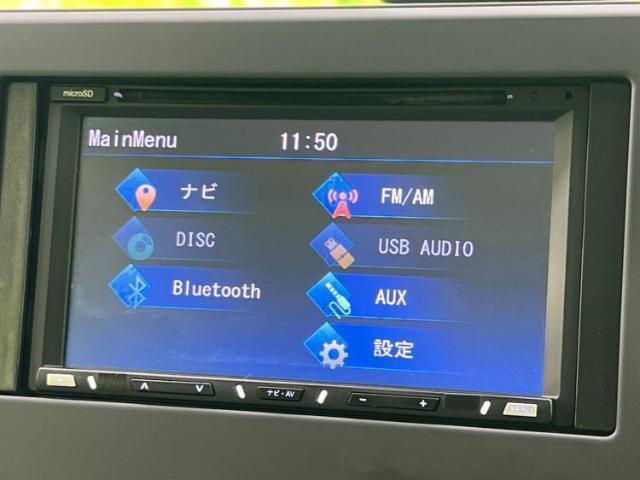 microSD
MainMenu 11:50
ナビ FM/AM
DISC USB AUDIO
Bluetooth AUX
設定
ナビ・AV
− +